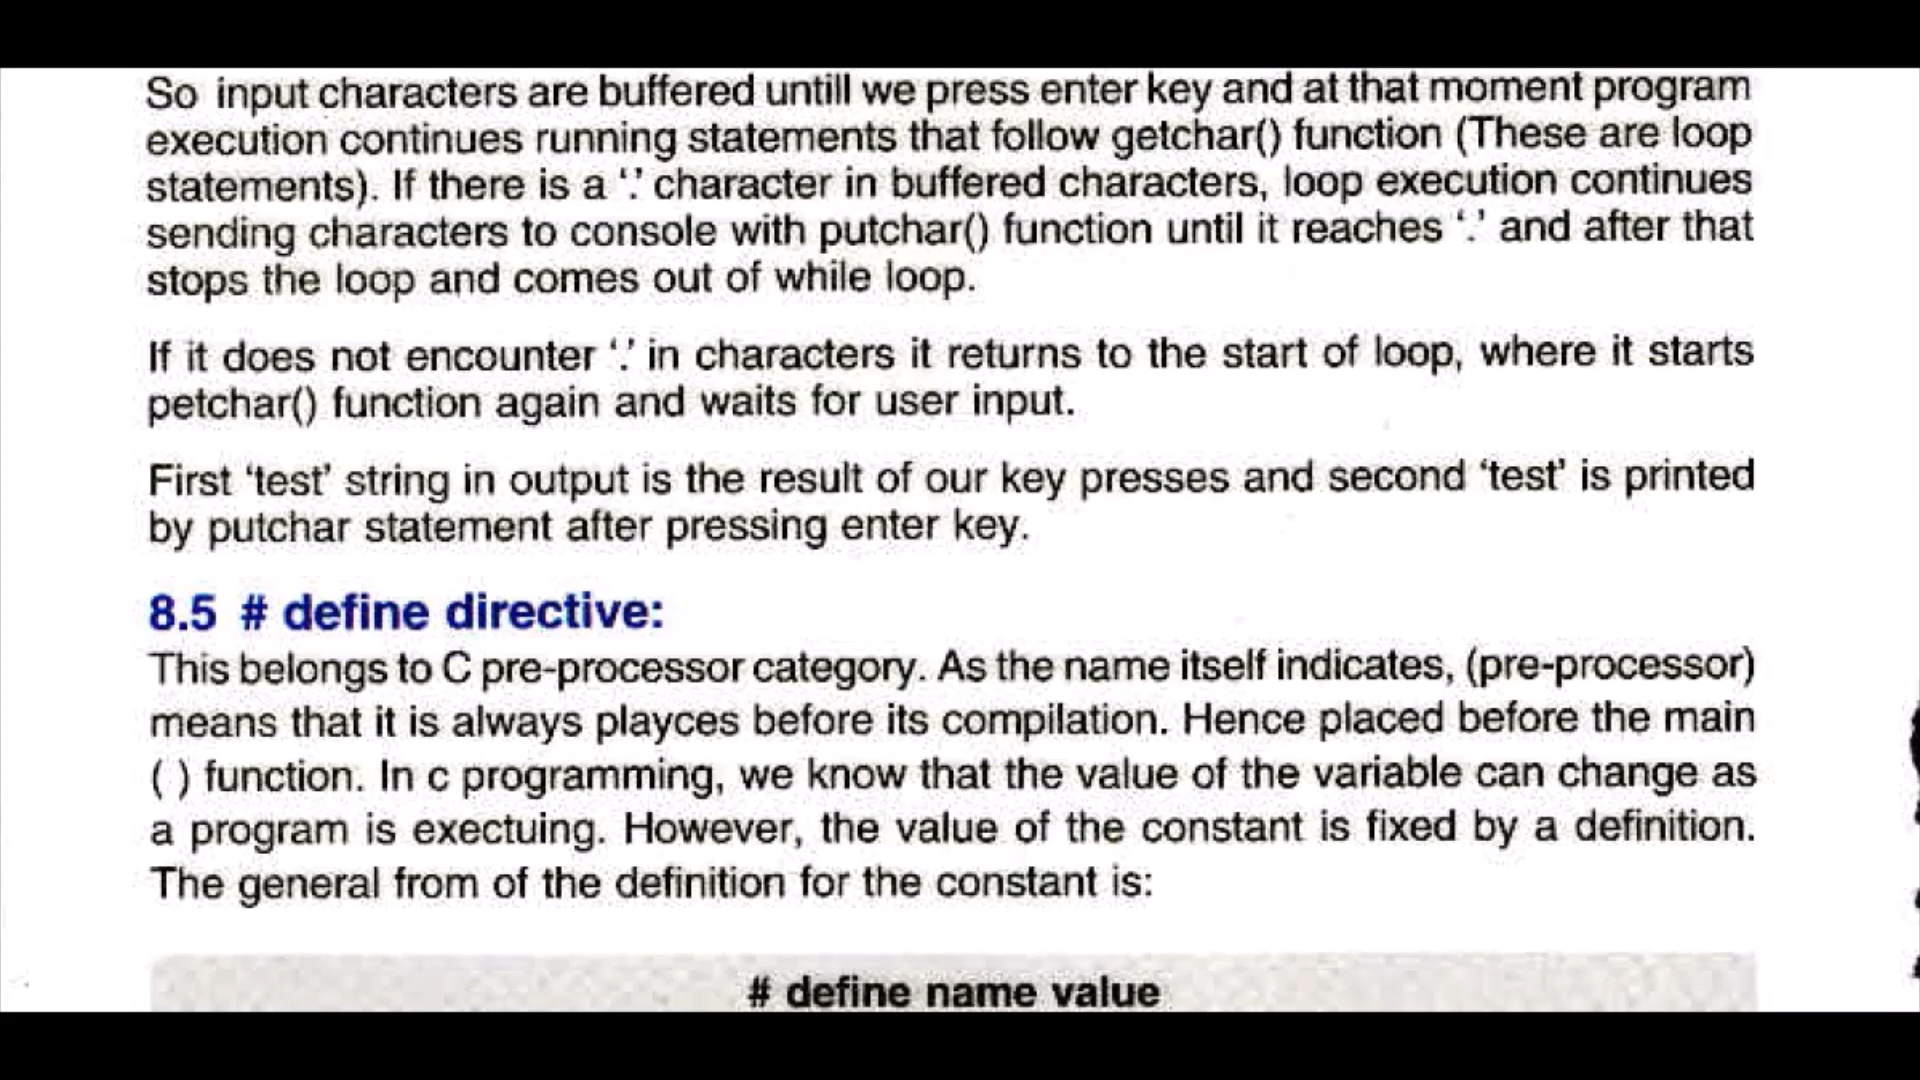 So input characters are buffered untill we press enter key and at that moment program
execution continues running statements that follow getchar() function (These are loop
statements). If there is a '.' character in buffered characters, loop execution continues
sending characters to console with putchar() function until it reaches '.' and after that
stops the loop and comes out of while loop.
If it does not encounter '.' in characters it returns to the start of loop, where it starts
petchar() function again and waits for user input.
First 'test' string in output is the result of our key presses and second 'test' is printed
by putchar statement after pressing enter key.
8.5 # define directive:
This belongs to C pre-processor category. As the name itself indicates, (pre-processor)
means that it is always playces before its compilation. Hence placed before the main
( ) function. In c programming, we know that the value of the variable can change as
a program is exectuing. However, the value of the constant is fixed by a definition.
The general from of the definition for the constant is:
# define name value